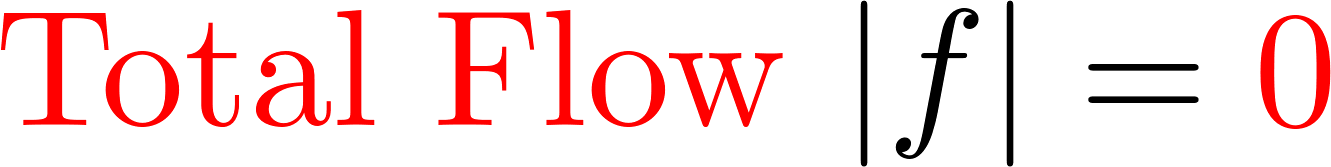 Total Flow |f| = 0